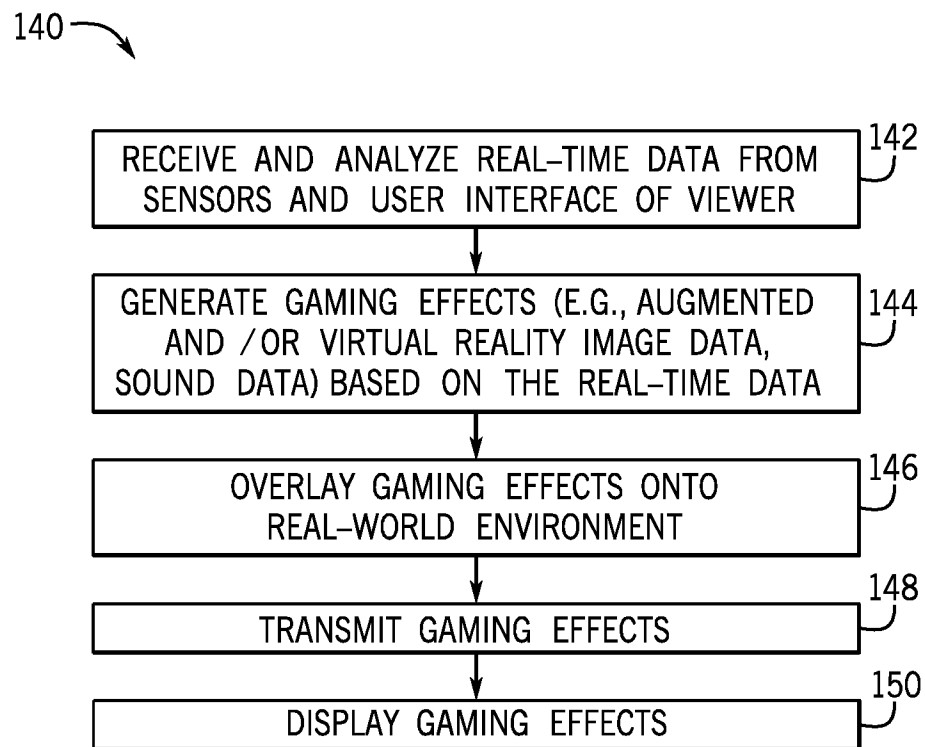 140
142
RECEIVE AND ANALYZE REAL–TIME DATA FROM
SENSORS AND USER INTERFACE OF VIEWER
144
GENERATE GAMING EFFECTS (E.G., AUGMENTED
AND /OR VIRTUAL REALITY IMAGE DATA,
SOUND DATA) BASED ON THE REAL–TIME DATA
146
OVERLAY GAMING EFFECTS ONTO
REAL–WORLD ENVIRONMENT
148
TRANSMIT GAMING EFFECTS
150
DISPLAY GAMING EFFECTS